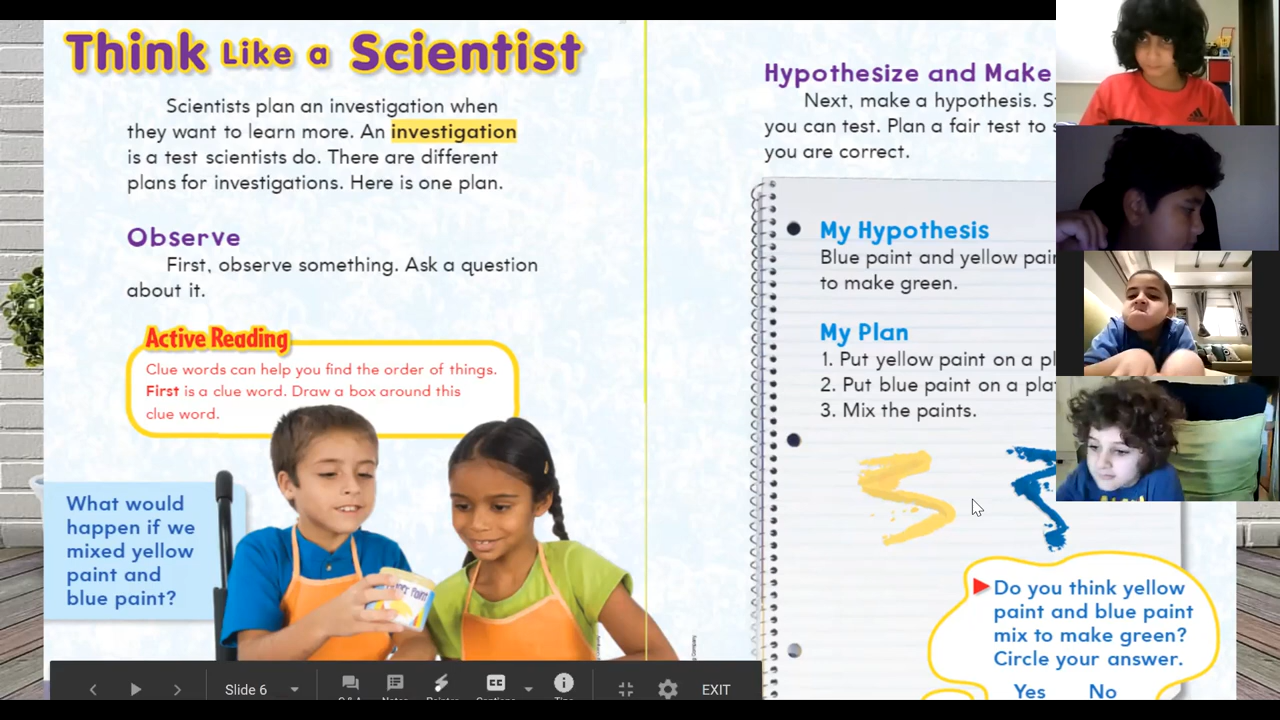 Think Like a Scientist
Scientists plan an investigation when
they want to learn more. An investigation
is a test scientists do. There are different
plans for investigations. Here is one plan.
Observe
First, observe something. Ask a question
about it.
Active Reading
Clue words can help you find the order of things.
First is a clue word. Draw a box around this
clue word.
What would
happen if we
mixed yellow
paint and
blue paint?
Hypothesize and Make
Next, make a hypothesis.
you can test. Plan a fair test to
you are correct.
My Hypothesis
Blue paint and yellow
to make green.
My Plan
1. Put yellow paint on a
2. Put blue paint on a
3. Mix the paints.
Do you think yellow
paint and blue paint
mix to make green?
Circle your answer.
Yes No
Slide 6
EXIT